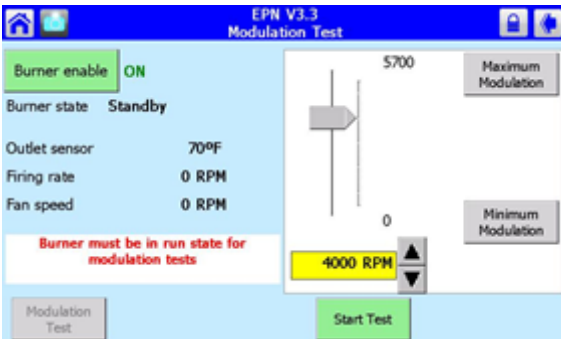 EPN V3.3
Modulation Test
Burner enable ON
Burner state Standby
Outlet sensor 70ºF
Firing rate 0 RPM
Fan speed 0 RPM
Burner must be in run state for
modulation tests
Modulation
Test
5700
0
4000 RPM
Start Test
Maximum
Modulation
Minimum
Modulation